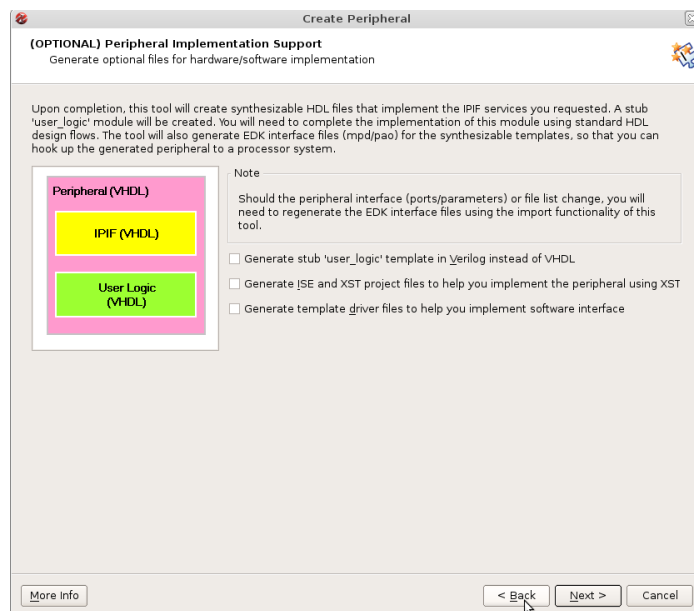 Create Peripheral
(OPTIONAL) Peripheral Implementation Support
Generate optional files for hardware/software implementation
Upon completion, this tool will create synthesizable HDL files that implement the IPIF services you requested. A stub
'user_logic' module will be created. You will need to complete the implementation of this module using standard HDL
design flows. The tool will also generate EDK interface files (mpd/pao) for the synthesizable templates, so that you can
hook up the generated peripheral to a processor system.
Peripheral (VHDL)
IPIF (VHDL)
User Logic
(VHDL)
Note
Should the peripheral interface (ports/parameters) or file list change, you will
need to regenerate the EDK interface files using the import functionality of this
tool.
Generate stub 'user_logic' template in Verilog instead of VHDL
Generate ISE and XST project files to help you implement the peripheral using XST
Generate template driver files to help you implement software interface
More Info
< Back
Next >
Cancel